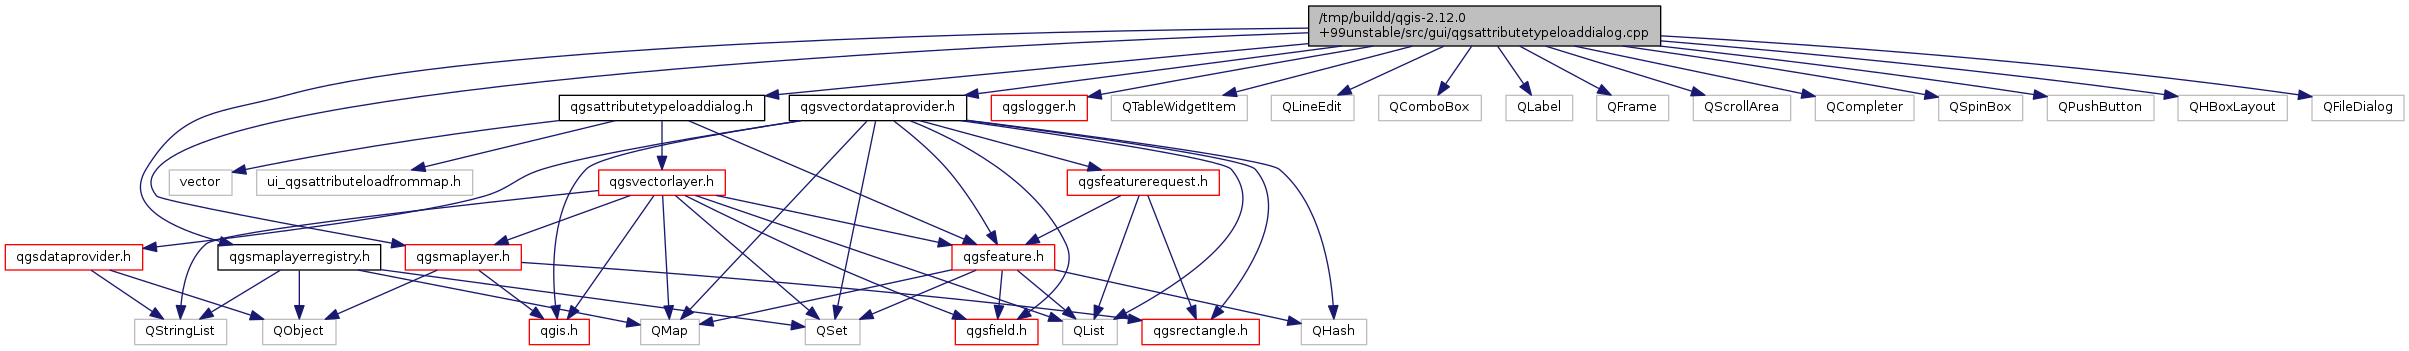 /tmp/buildd/qgis-2.12.0
+99unstable/src/gui/qgsattributetypeloaddialog.cpp
qgsattributetypeloaddialog.h
qgsvectordataprovider.h
qgslogger.h
QTableWidgetItem
QLineEdit
QComboBox
QLabel
QFrame
QScrollArea
QCompleter
QSpinBox
QPushButton
QHBoxLayout
QFileDialog
vector
ui_qgsattributeloadfrommap.h
qgsvectorlayer.h
qgsfeaturerequest.h
qgsdataprovider.h
qgsmaplayerregistry.h
qgsmaplayer.h
qgsfeature.h
QStringList
QObject
qgis.h
QMap
QSet
qgsfield.h
QList
qgsrectangle.h
QHash